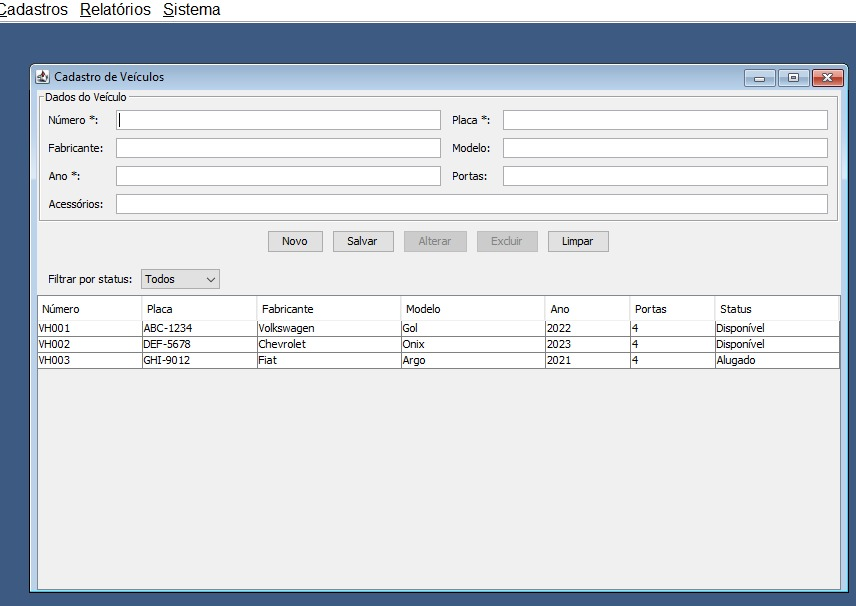 Cadastros Relatórios Sistema
Cadastro de Veículos
Dados do Veículo
Número *: Placa *:
Fabricante: Modelo:
Ano *: Portas:
Acessórios:
Novo Salvar Alterar Excluir Limpar
Filtrar por status: Todos
Número Placa Fabricante Modelo Ano Portas Status
VH001 ABC-1234 Volkswagen Gol 2022 4 Disponível
VH002 DEF-5678 Chevrolet Onix 2023 4 Disponível
VH003 GHI-9012 Fiat Argo 2021 4 Alugado